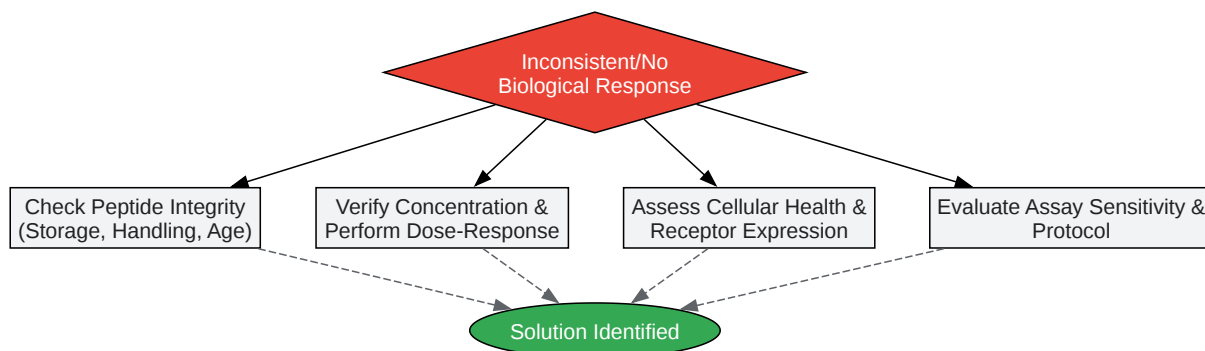 Inconsistent/No
Biological Response
Check Peptide Integrity
(Storage, Handling, Age)
Verify Concentration &
Perform Dose-Response
Assess Cellular Health &
Receptor Expression
Evaluate Assay Sensitivity &
Protocol
Solution Identified